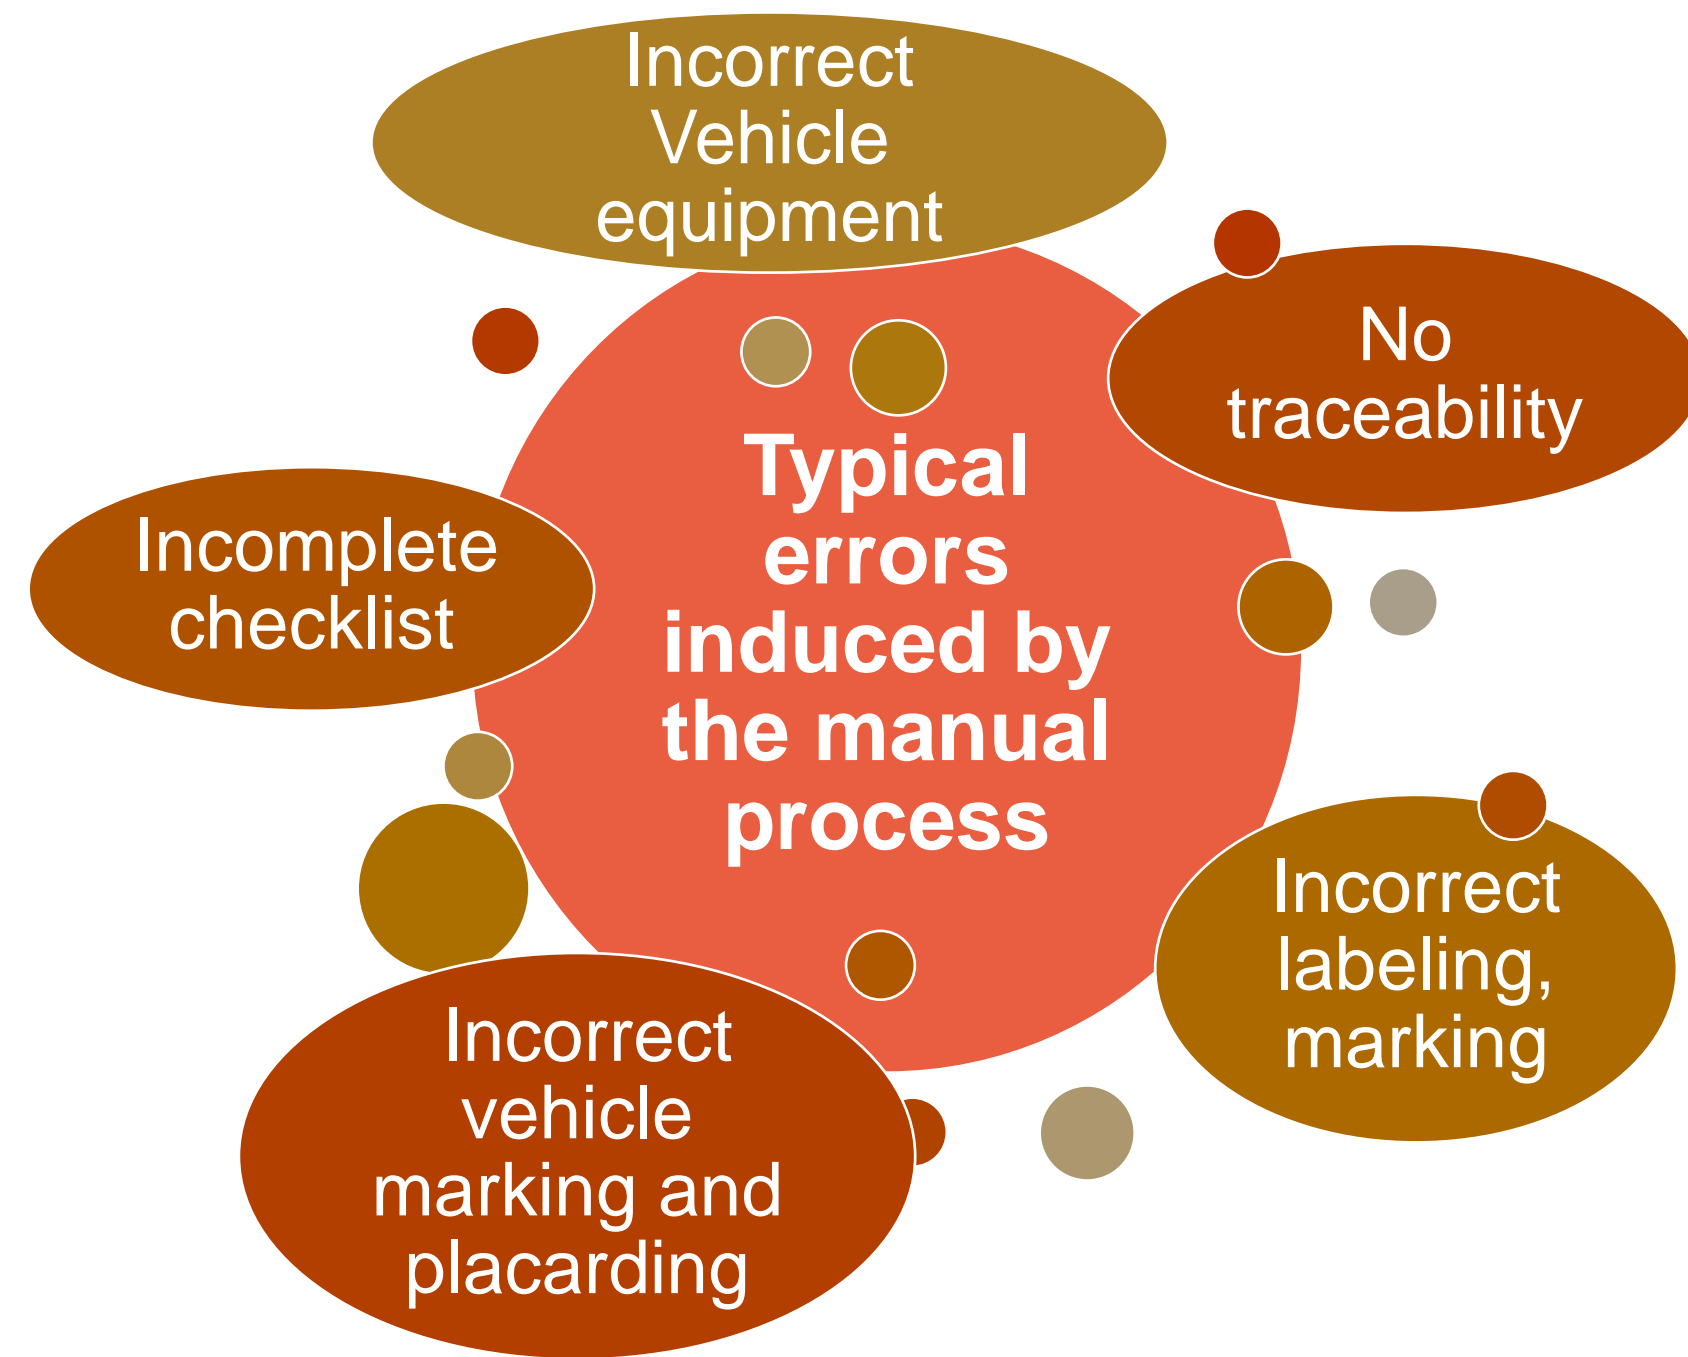 Incorrect
Vehicle
equipment
No
traceability
Typical
errors
induced by
the manual
process
Incomplete
checklist
Incorrect
labeling,
marking
Incorrect
vehicle
marking and
placarding